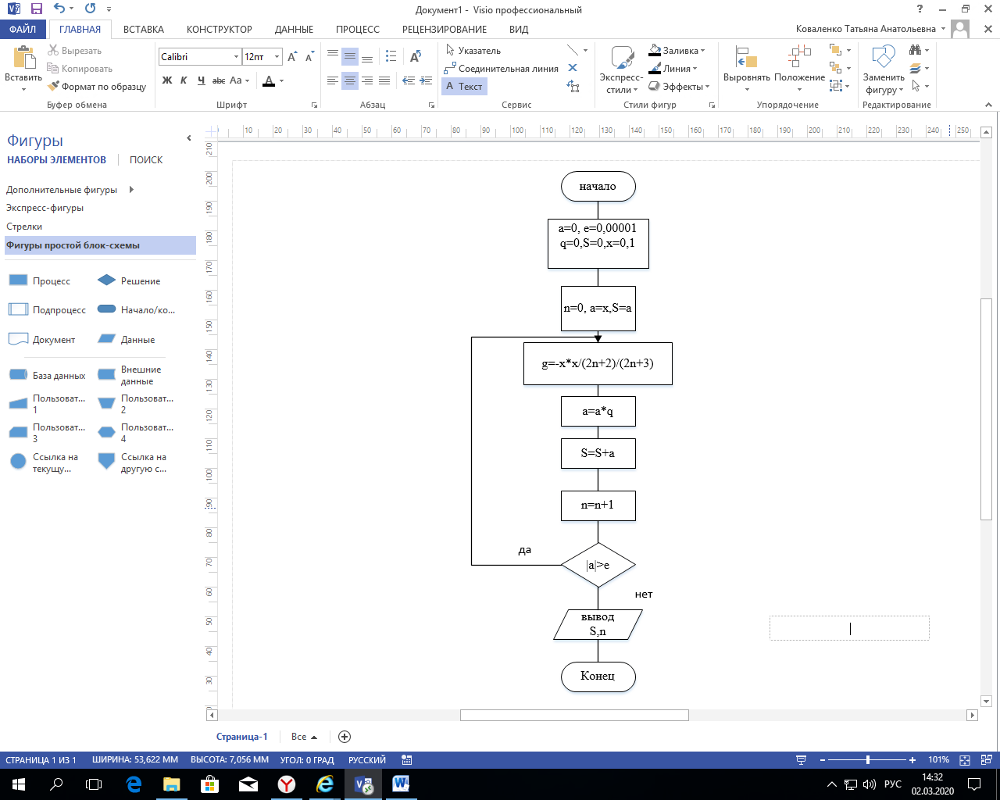 Документ1 - Visio профессиональный
ФАЙЛ ГЛАВНАЯ ВСТАВКА КОНСТРУКТОР ДАННЫЕ ПРОЦЕСС РЕЦЕНЗИРОВАНИЕ ВИД
Коваленко Татьяна Анатольевна
Вставить
Вырезать
Копировать
Формат по образцу
Буфер обмена
Calibri 12пт
Ж К Ч abc Aa А
Шрифт
Абзац
Указатель
Соединительная линия
А Текст
Сервис
Экспресс-
стили
Заливка
Линия
Эффекты
Стили фигур
Выровнять
Положение
Упорядочение
Заменить
фигуру
Редактирование
Фигуры
НАБОРЫ ЭЛЕМЕНТОВ ПОИСК
Дополнительные фигуры
Экспресс-фигуры
Стрелки
Фигуры простой блок-схемы
Процесс
Решение
Подпроцесс
Начало/ко...
Документ
Данные
База данных
Внешние
данные
Пользоват...
1
Пользоват...
2
Пользоват...
3
Пользоват...
4
Ссылка на
текущу...
Ссылка на
другую с...
10 20 30 40 50 60 70 80 90 100 110 120 130 140 150 160 170 180 190 200 210 220 230 240 250
210
200
190
180
170
160
150
140
130
120
110
100
90
80
70
60
50
40
30
начало
a=0, e=0,00001
q=0,S=0,x=0,1
n=0, a=x,S=a
g=-x*x/(2n+2)/(2n+3)
a=a*q
S=S+a
n=n+1
да
|a|>e
нет
вывод
S,n
Конец
Страница-1 Все
СТРАНИЦА 1 ИЗ 1 ШИРИНА: 53,622 ММ ВЫСОТА: 7,056 ММ УГОЛ: 0 ГРАД РУССКИЙ 101%
РУС
14:32
02.03.2020